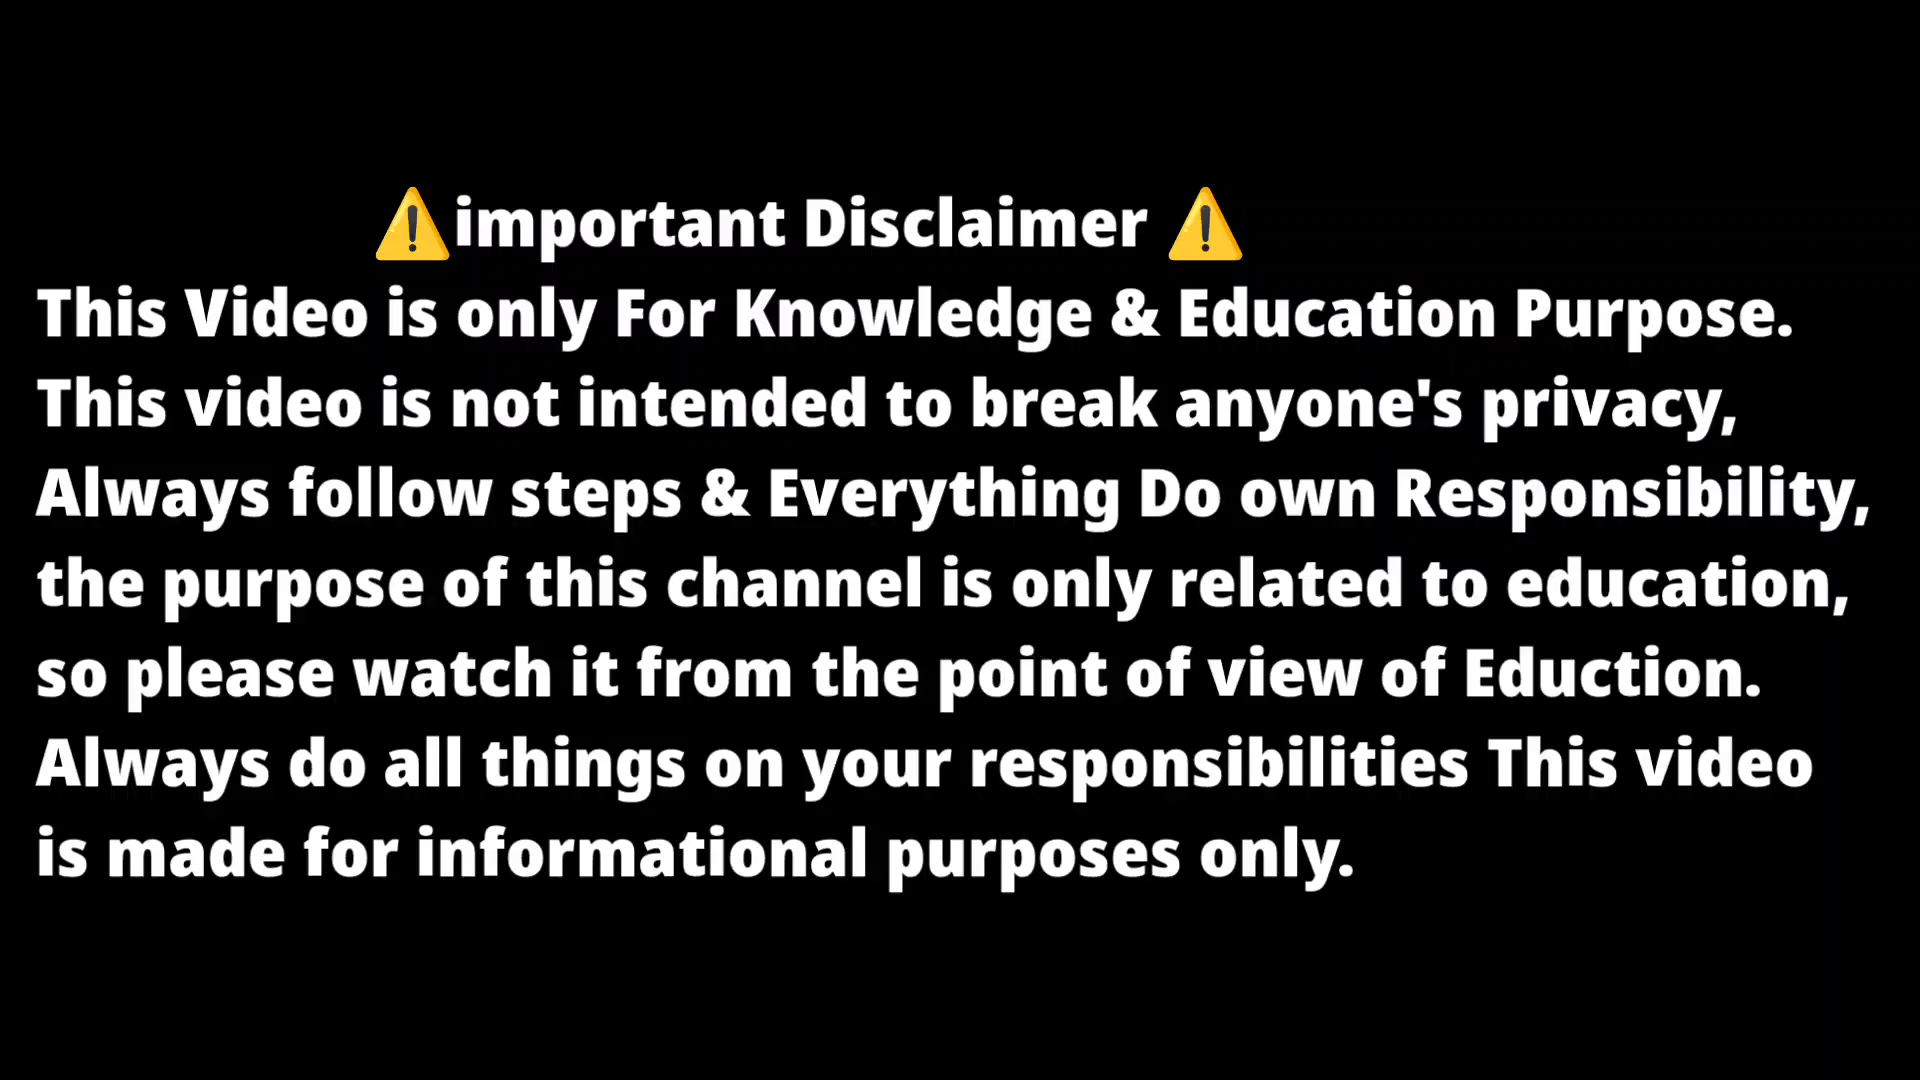 ⚠️important Disclaimer ⚠️
This Video is only For Knowledge & Education Purpose.
This video is not intended to break anyone's privacy,
Always follow steps & Everything Do own Responsibility,
the purpose of this channel is only related to education,
so please watch it from the point of view of Eduction.
Always do all things on your responsibilities This video
is made for informational purposes only.